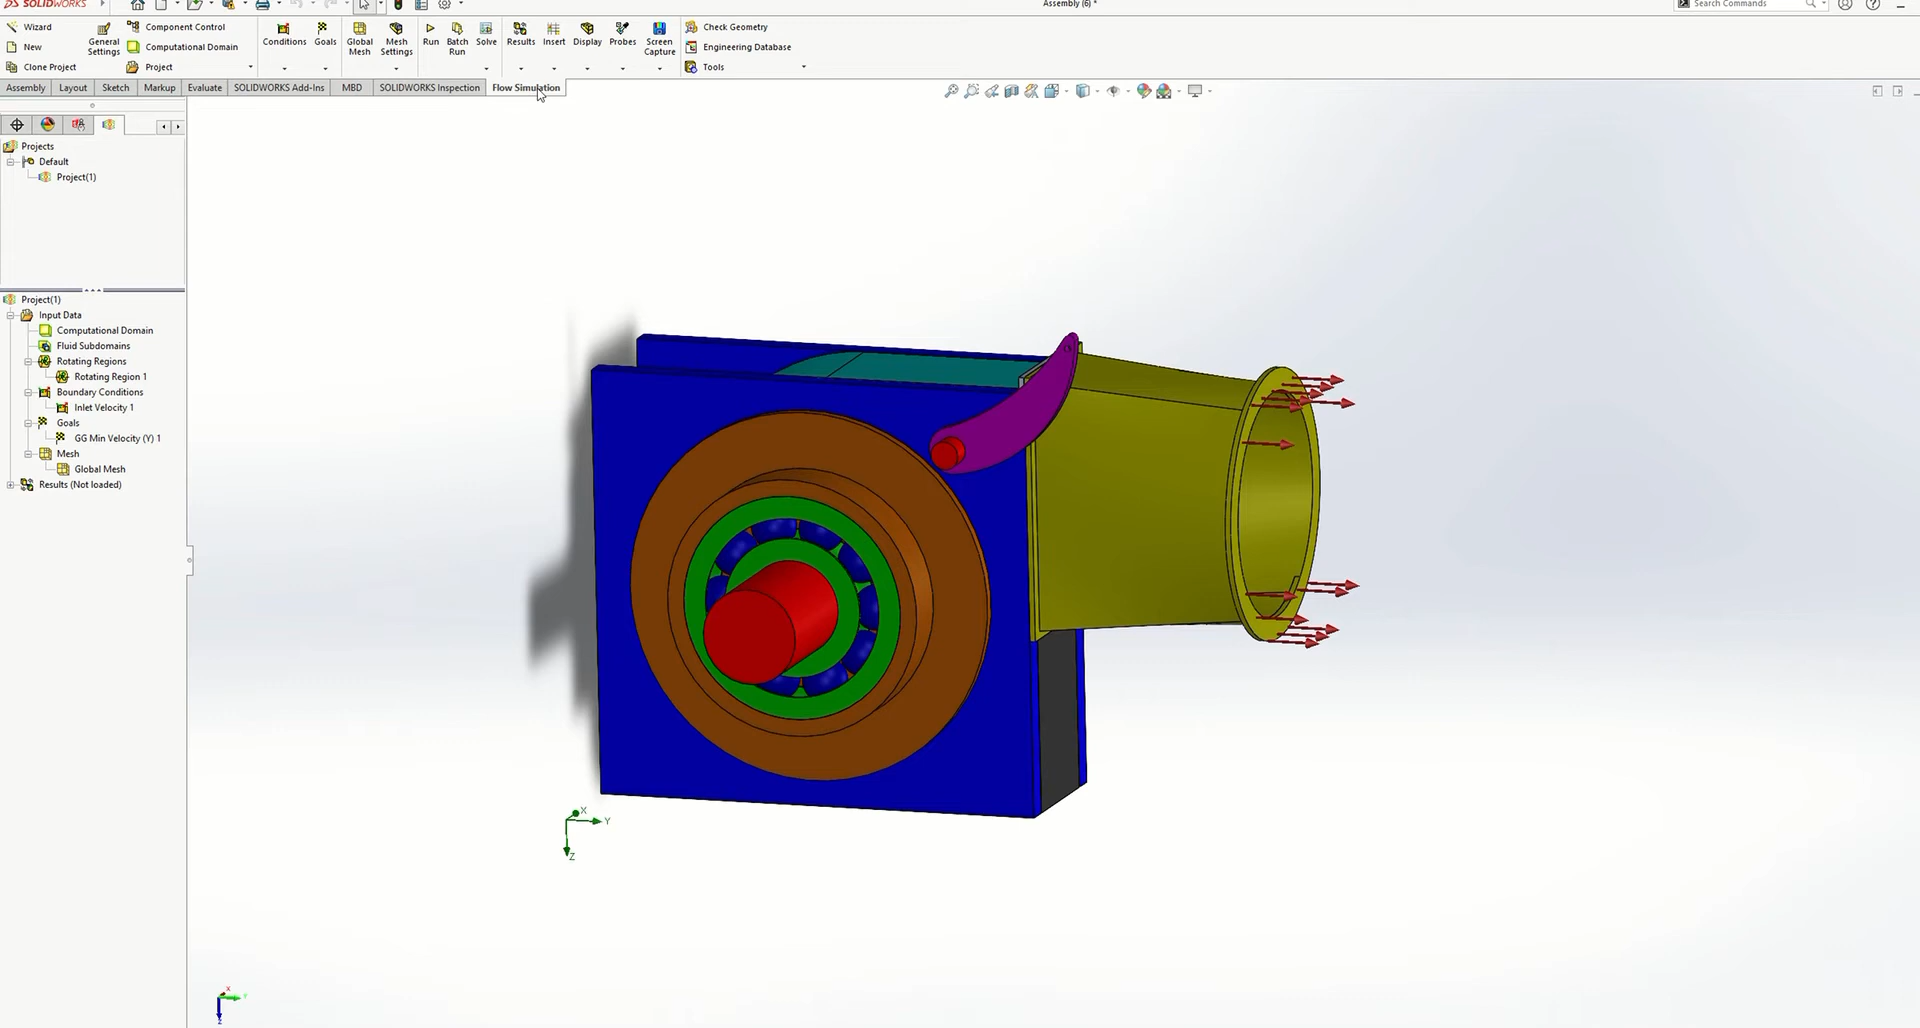 SOLIDWORKS
Assembly (6) *
Search Commands
Wizard
New
Clone Project
General
Settings
Component Control
Computational Domain
Project
Conditions
Goals
Global
Mesh
Mesh
Settings
Run
Batch
Run
Solve
Results
Insert
Display
Probes
Screen
Capture
Check Geometry
Engineering Database
Tools
Assembly
Layout
Sketch
Markup
Evaluate
SOLIDWORKS Add-Ins
MBD
SOLIDWORKS Inspection
Flow Simulation
Projects
Default
Project(1)
Project(1)
Input Data
Computational Domain
Fluid Subdomains
Rotating Regions
Rotating Region 1
Boundary Conditions
Inlet Velocity 1
Goals
GG Min Velocity (Y) 1
Mesh
Global Mesh
Results (Not loaded)
X
Y
Z
X
Y
Z